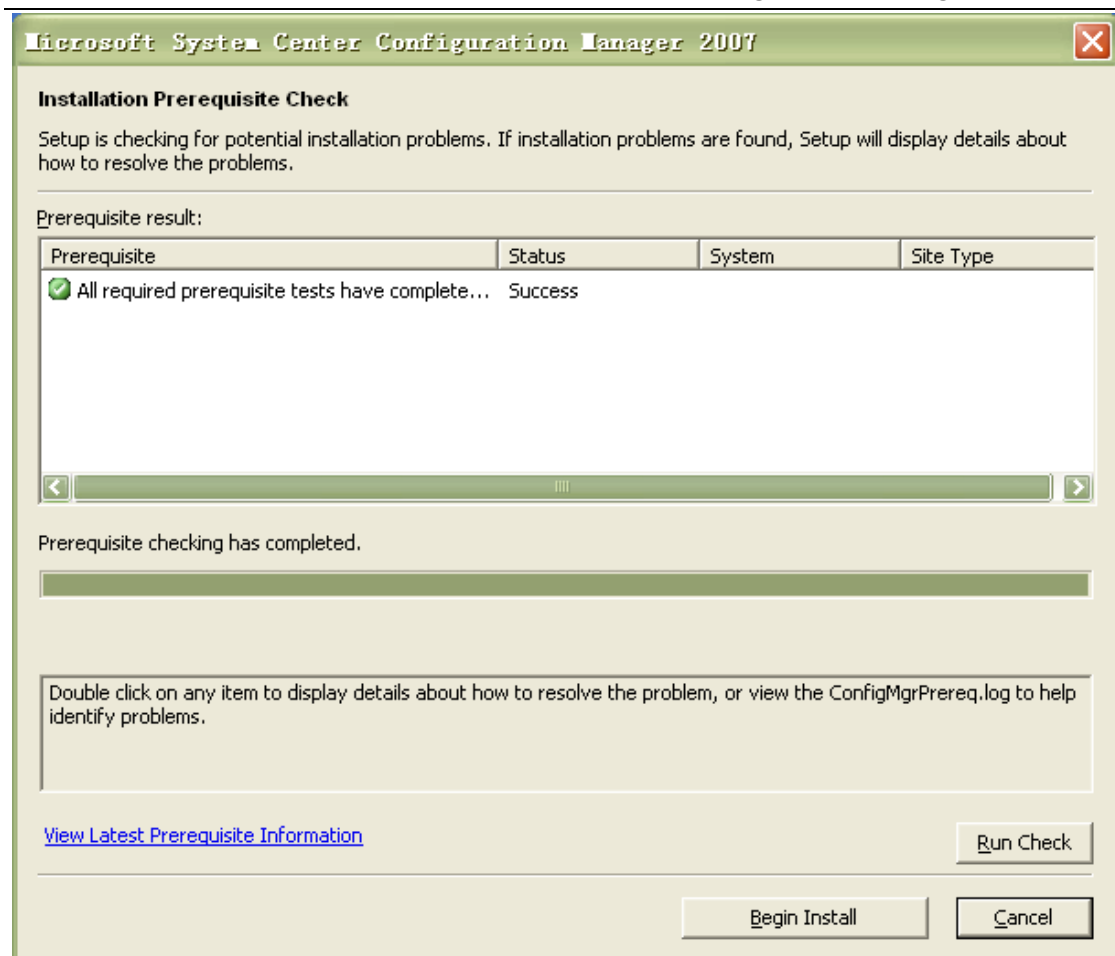 Microsoft System Center Configuration Manager 2007
Installation Prerequisite Check
Setup is checking for potential installation problems. If installation problems are found, Setup will display details about
how to resolve the problems.
Prerequisite result:
Prerequisite Status System Site Type
All required prerequisite tests have complete... Success
Prerequisite checking has completed.
Double click on any item to display details about how to resolve the problem, or view the ConfigMgrPrereq.log to help
identify problems.
View Latest Prerequisite Information
Run Check
Begin Install Cancel